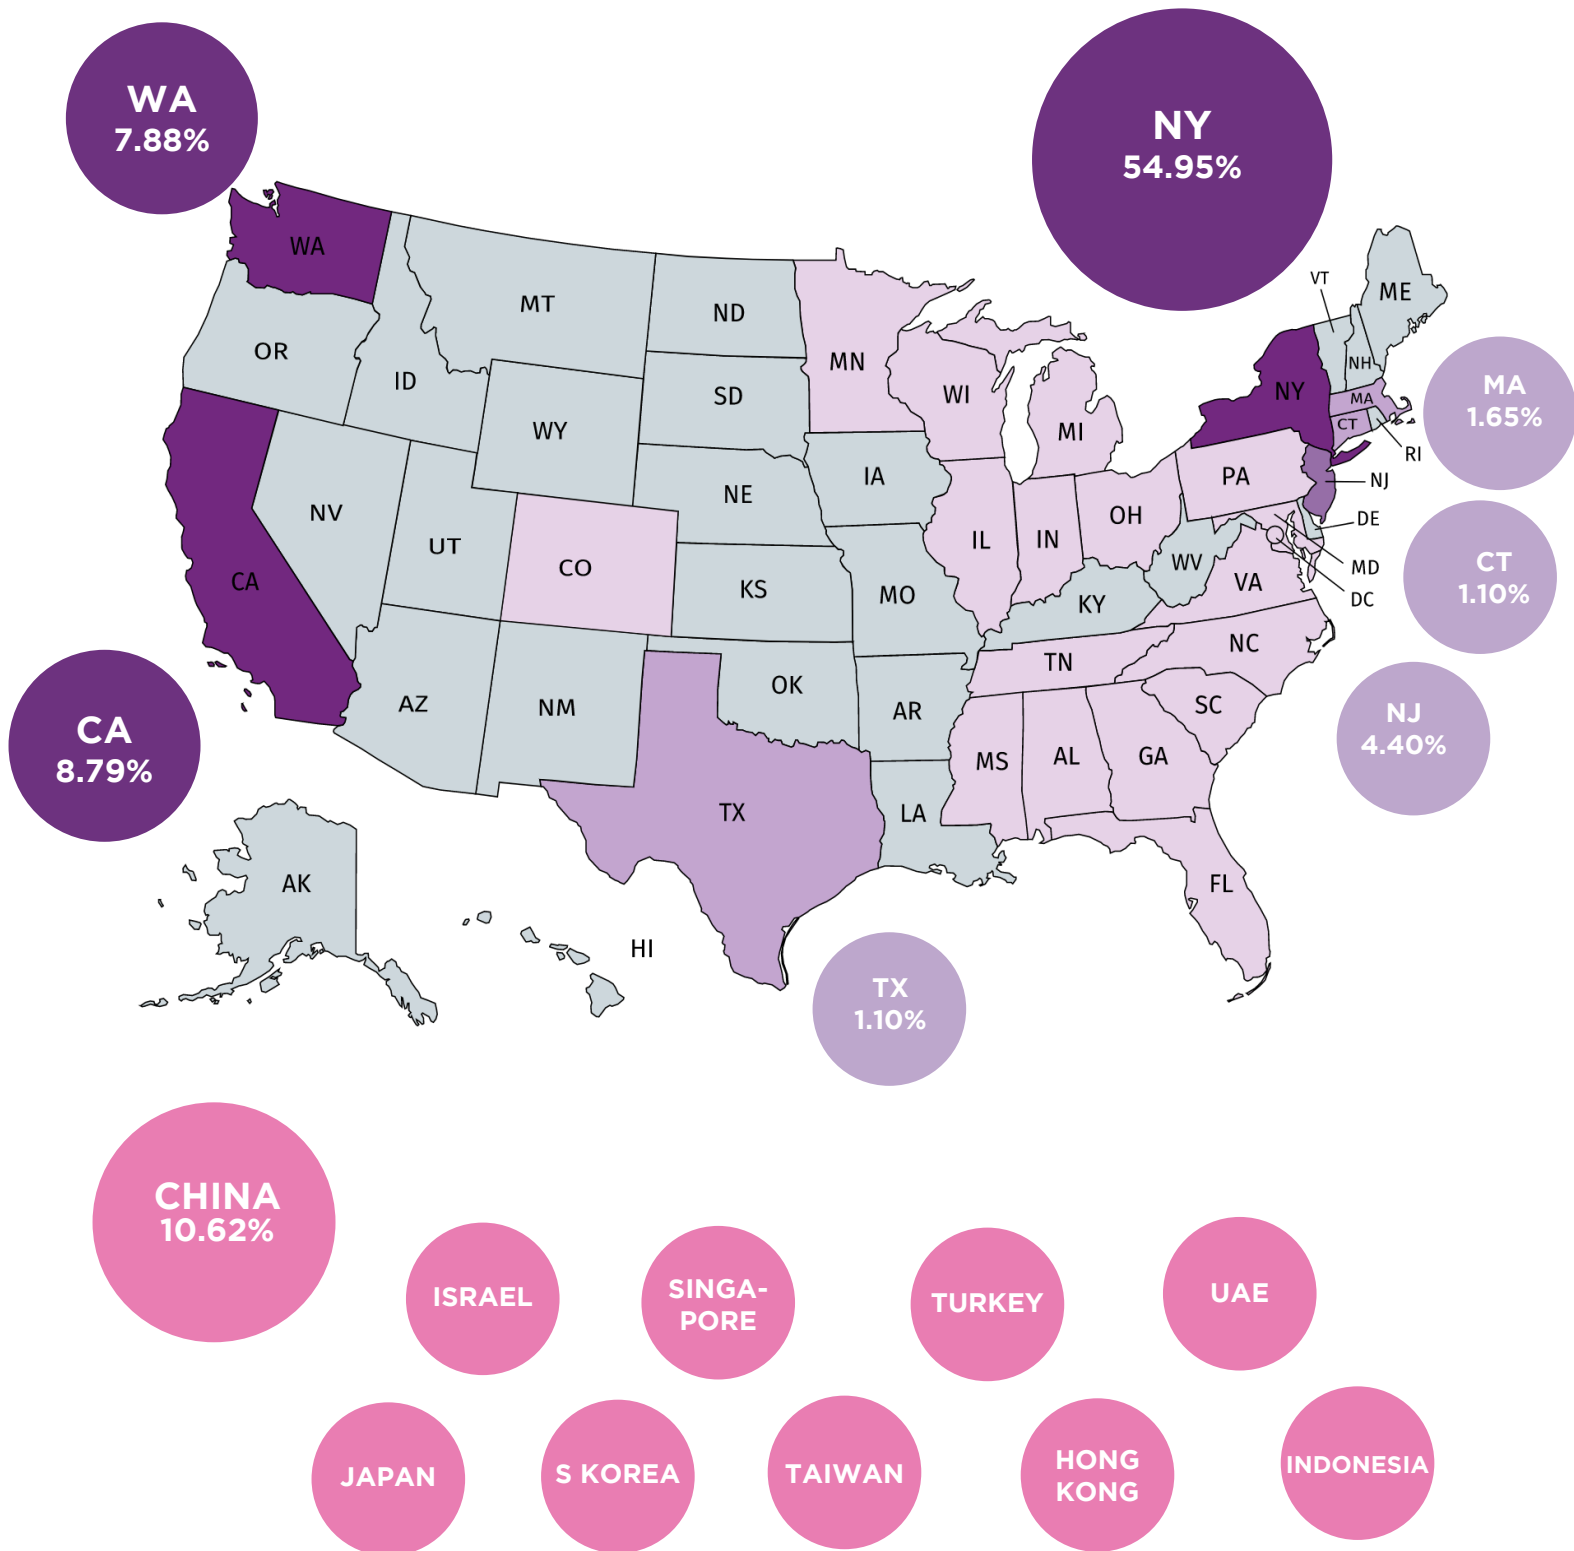 WA
7.88%
NY
54.95%
WA
MT
ND
VT
ME
OR
ID
MN
SD
WI
MI
NY
NH
MA
CT
MA
1.65%
WY
RI
NE
IA
PA
NJ
NV
UT
CO
IL
IN
OH
DE
CA
KS
MO
WV
KY
VA
MD
DC
CT
1.10%
TN
NC
OK
AZ
NM
AR
SC
NJ
4.40%
CA
8.79%
MS
AL
GA
TX
LA
AK
FL
HI
TX
1.10%
CHINA
10.62%
ISRAEL
SINGA-
PORE
TURKEY
UAE
JAPAN
S KOREA
TAIWAN
HONG
KONG
INDONESIA